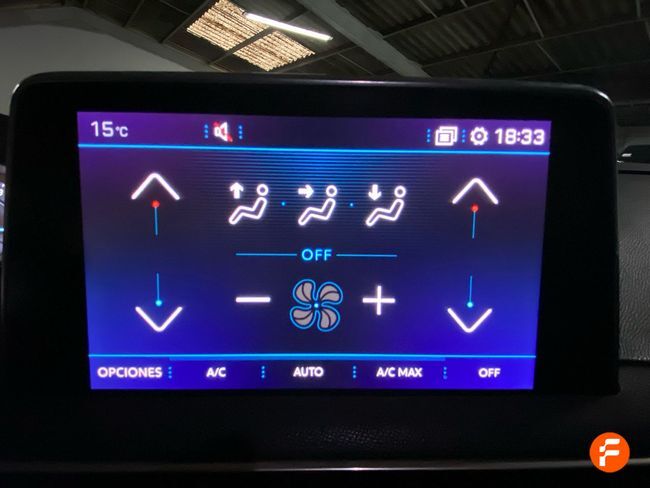 15°C
18:33
OFF
OPCIONES
A/C
AUTO
A/C MAX
OFF